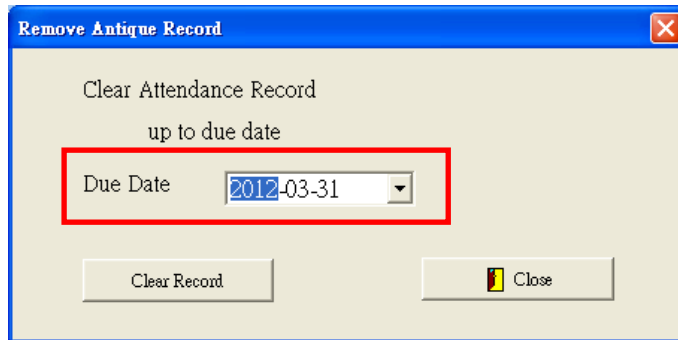 Remove Antique Record
Clear Attendance Record
up to due date
Due Date 2012-03-31
Clear Record Close